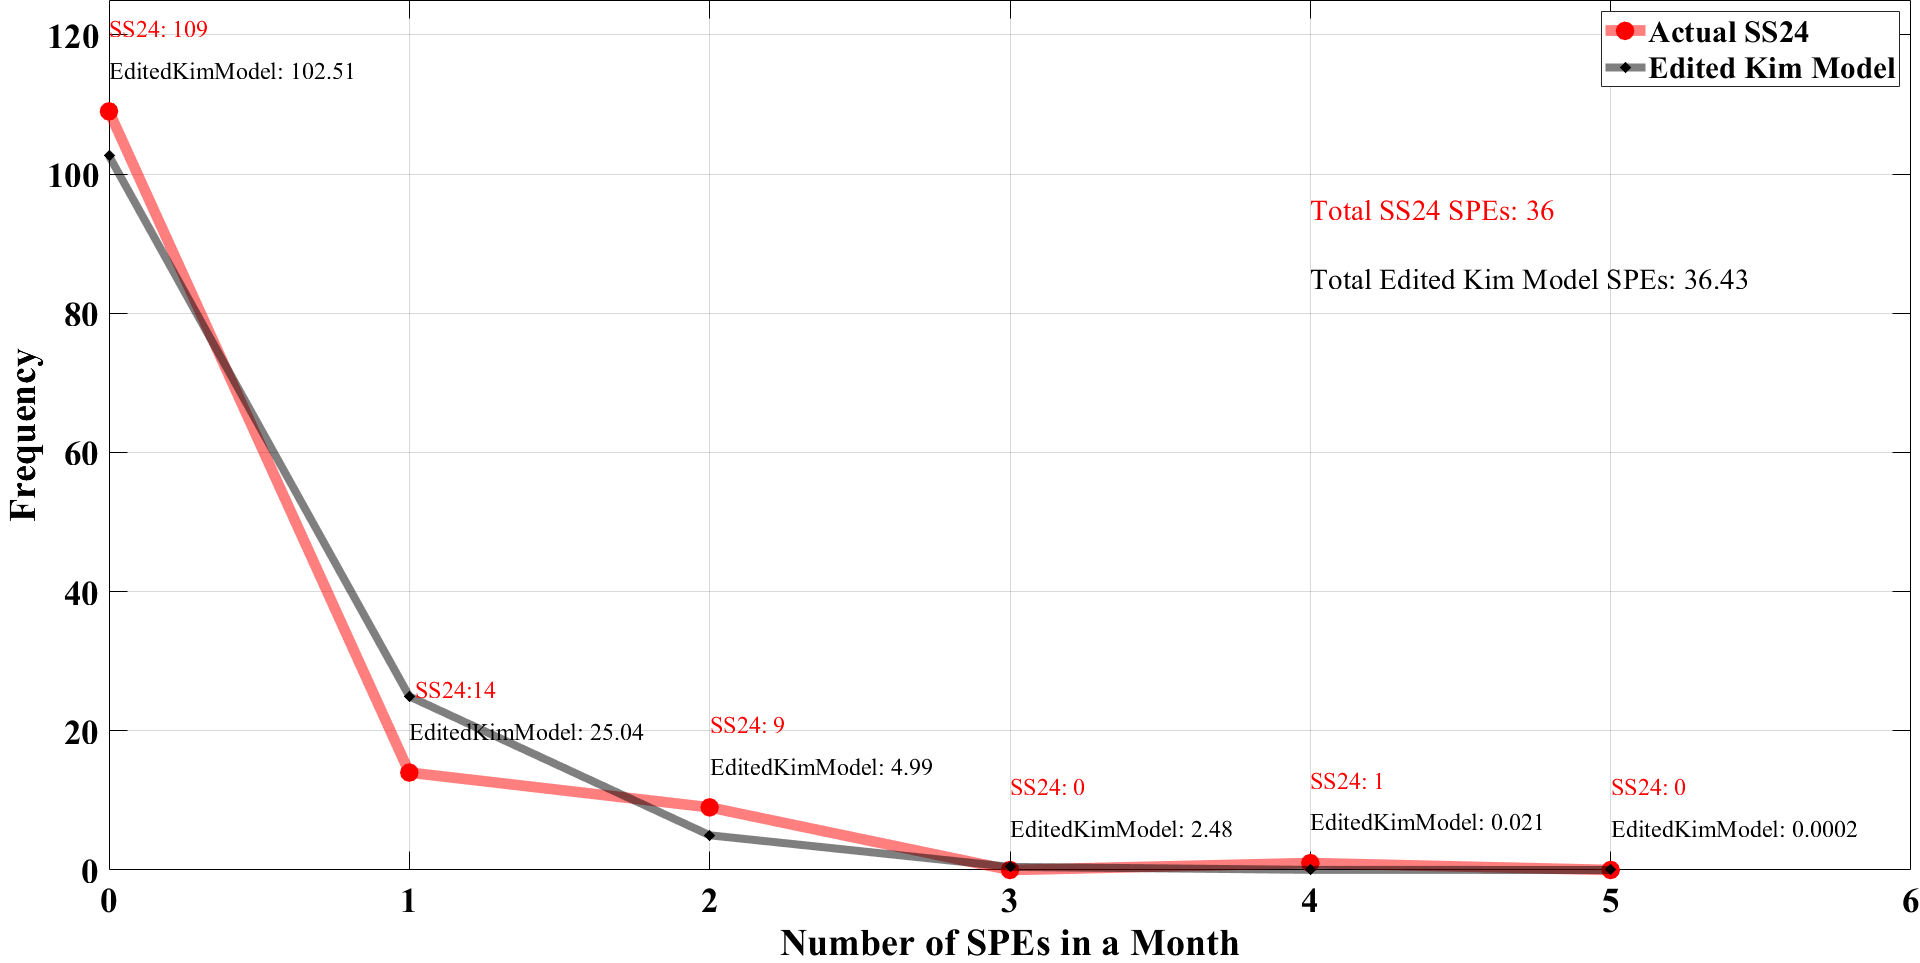 SS24: 109
EditedKimModel: 102.51
Actual SS24
Edited Kim Model
Total SS24 SPEs: 36
Total Edited Kim Model SPEs: 36.43
SS24:14
EditedKimModel: 25.04
SS24: 9
EditedKimModel: 4.99
SS24: 0
EditedKimModel: 2.48
SS24: 1
EditedKimModel: 0.021
SS24: 0
EditedKimModel: 0.0002
120
100
80
60
40
20
0
Frequency
0 1 2 3 4 5 6
Number of SPEs in a Month